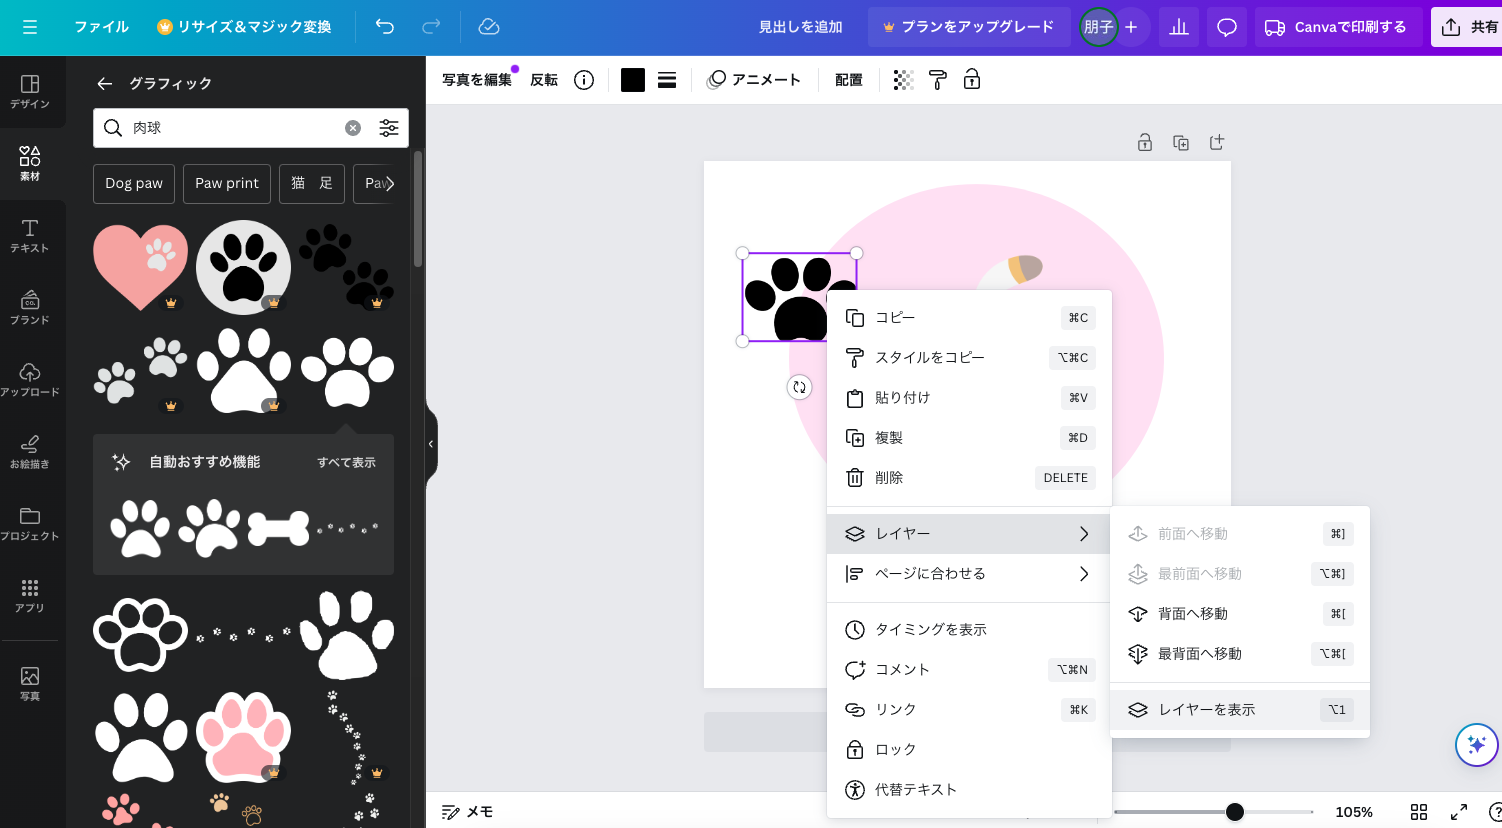 ファイル
リサイズ＆マジック変換
見出しを追加
プランをアップグレード
朋子
Canvaで印刷する
共有
デザイン
素材
テキスト
CO.
ブランド
アップロード
お絵描き
プロジェクト
アプリ
写真
グラフィック
肉球
Dog paw
Paw print
猫　足
Paw
自動おすすめ機能
すべて表示
写真を編集
反転
アニメート
配置
コピー ⌘C
スタイルをコピー ⌥⌘C
貼り付け ⌘V
複製 ⌘D
削除 DELETE
レイヤー
ページに合わせる
タイミングを表示
コメント ⌥⌘N
リンク ⌘K
ロック
代替テキスト
前面へ移動 ⌘]
最前面へ移動 ⌥⌘]
背面へ移動 ⌘[
最背面へ移動 ⌥⌘[
レイヤーを表示 ⌥1
メモ
105%